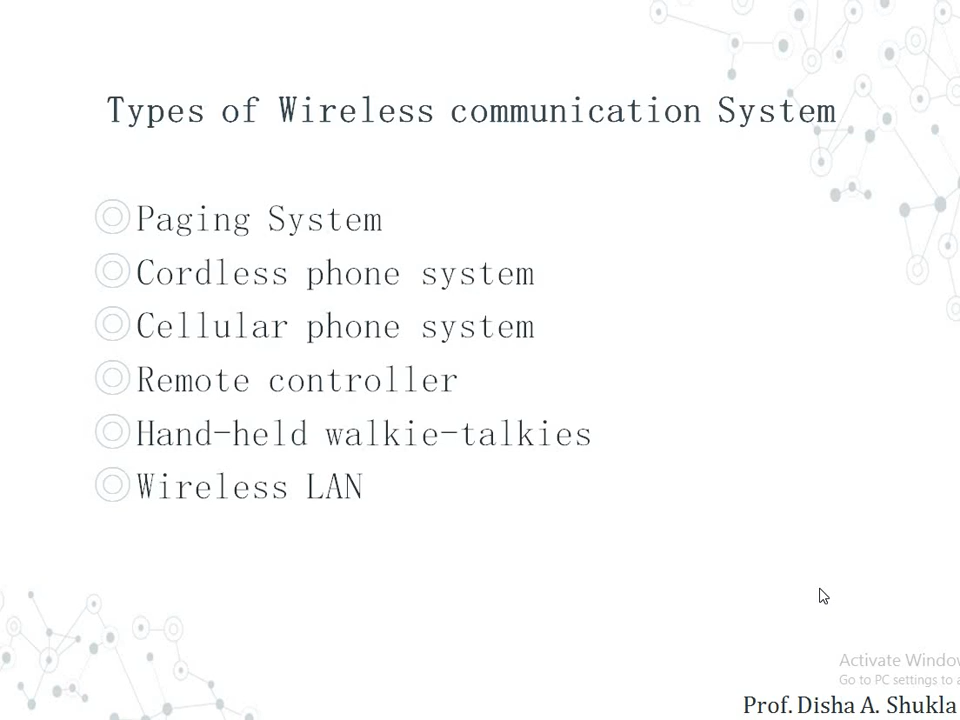 Types of Wireless communication System
Paging System
Cordless phone system
Cellular phone system
Remote controller
Hand-held walkie-talkies
Wireless LAN
Activate Window
Go to PC settings to a
Prof. Disha A. Shukla